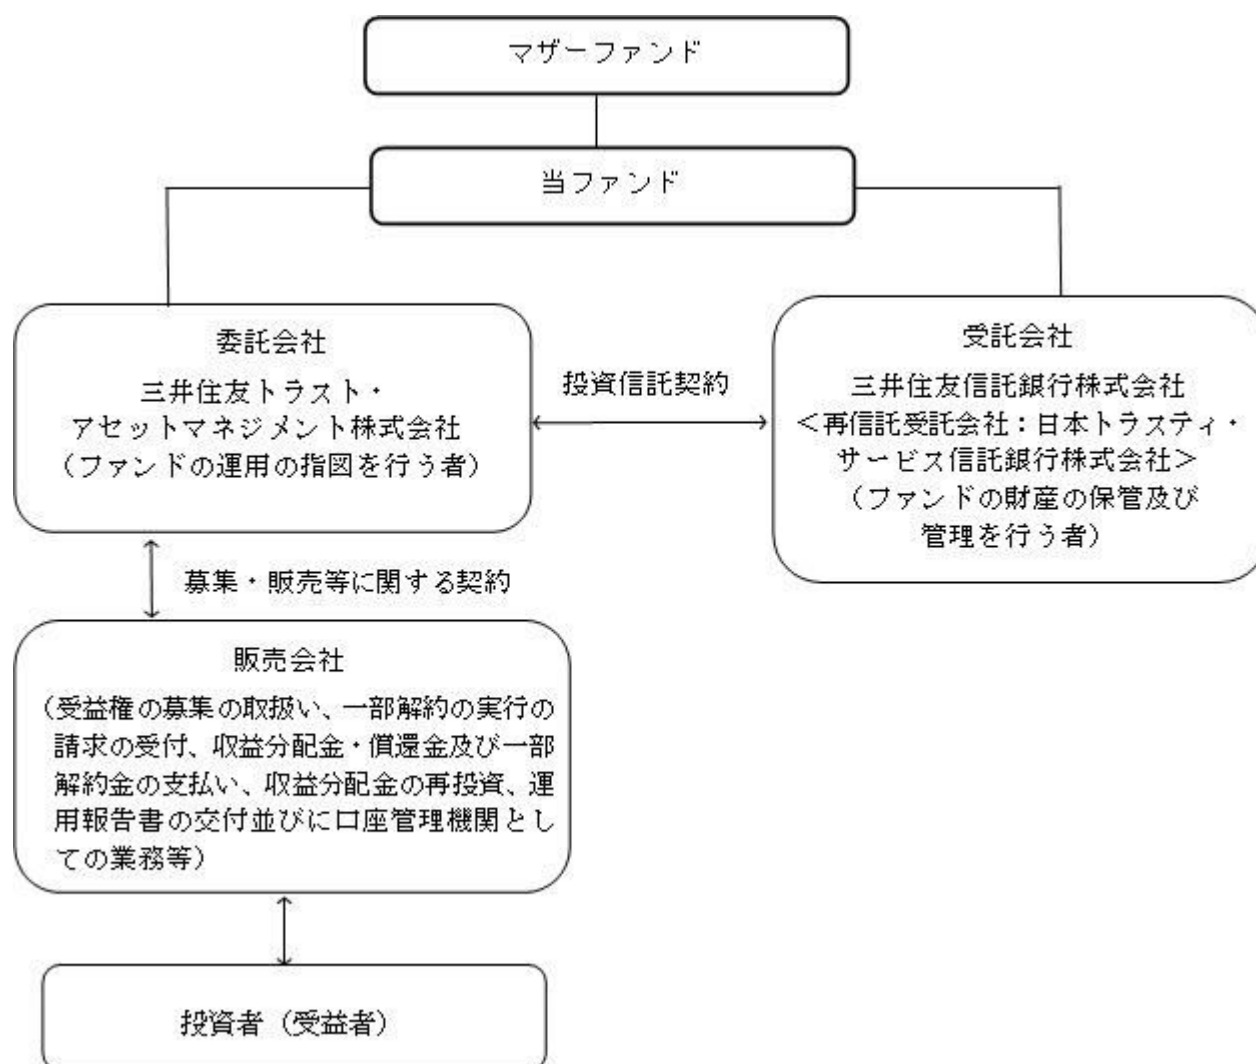 マザーファンド
当ファンド
委託会社
三井住友トラスト・
アセットマネジメント株式会社
（ファンドの運用の指図を行う者）
投資信託契約
受託会社
三井住友信託銀行株式会社
＜再信託受託会社：日本トラスティ・
サービス信託銀行株式会社＞
（ファンドの財産の保管及び
管理を行う者）
募集・販売等に関する契約
販売会社
（受益権の募集の取扱い、一部解約の実行の
請求の受付、収益分配金・償還金及び一部
解約金の支払い、収益分配金の再投資、運
用報告書の交付並びに口座管理機関とし
ての業務等）
投資者（受益者）